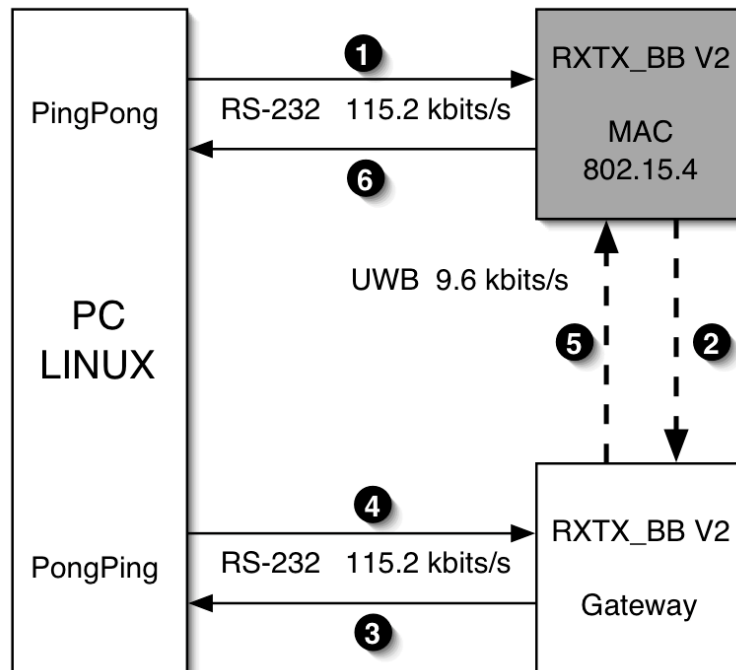 1
RXTX_BB V2
PingPong
RS-232 115.2 kbits/s
MAC
802.15.4
6
UWB 9.6 kbits/s
PC
LINUX
5
2
4
RXTX_BB V2
PongPing
RS-232 115.2 kbits/s
Gateway
3